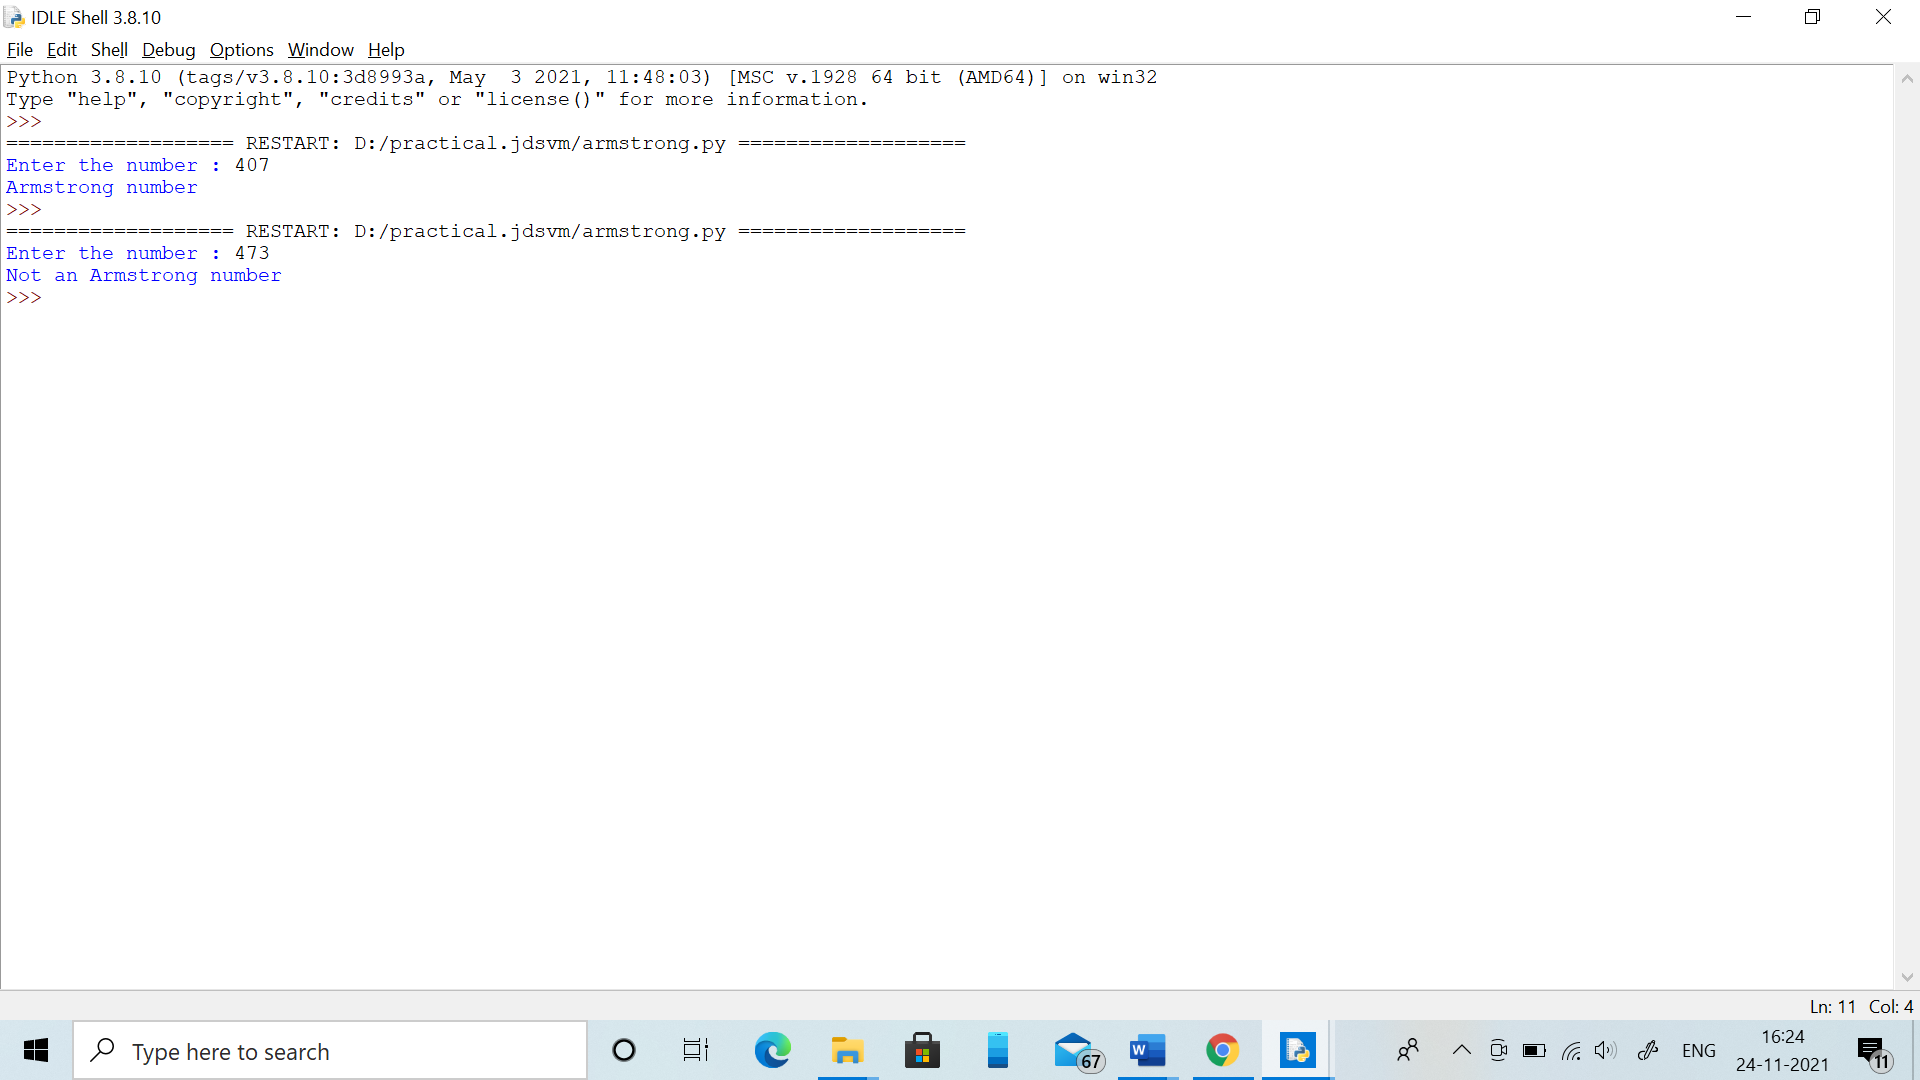 IDLE Shell 3.8.10
File Edit Shell Debug Options Window Help
Python 3.8.10 (tags/v3.8.10:3d8993a, May  3 2021, 11:48:03) [MSC v.1928 64 bit (AMD64)] on win32
Type "help", "copyright", "credits" or "license()" for more information.
>>>
=================== RESTART: D:/practical.jdsvm/armstrong.py ===================
Enter the number : 407
Armstrong number
>>>
=================== RESTART: D:/practical.jdsvm/armstrong.py ===================
Enter the number : 473
Not an Armstrong number
>>>
Ln: 11 Col: 4
Type here to search
67
W
ENG
16:24
24-11-2021
11